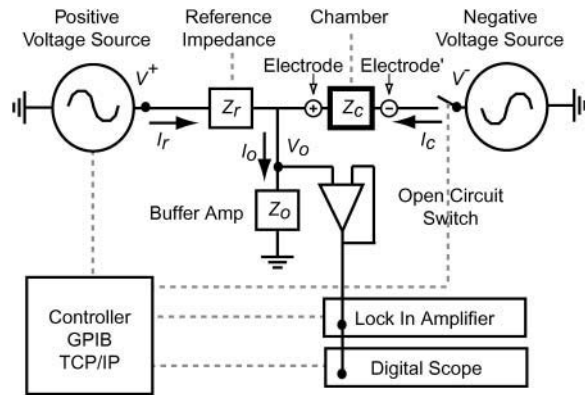 Positive
Voltage Source
Reference
Impedance
Chamber
Negative
Voltage Source
V+
Electrode
Electrode'
V-
Zr
+
Zc
−
Ir
Io
Vo
Ic
Buffer Amp
Zo
Open Circuit
Switch
Controller
GPIB
TCP/IP
Lock In Amplifier
Digital Scope